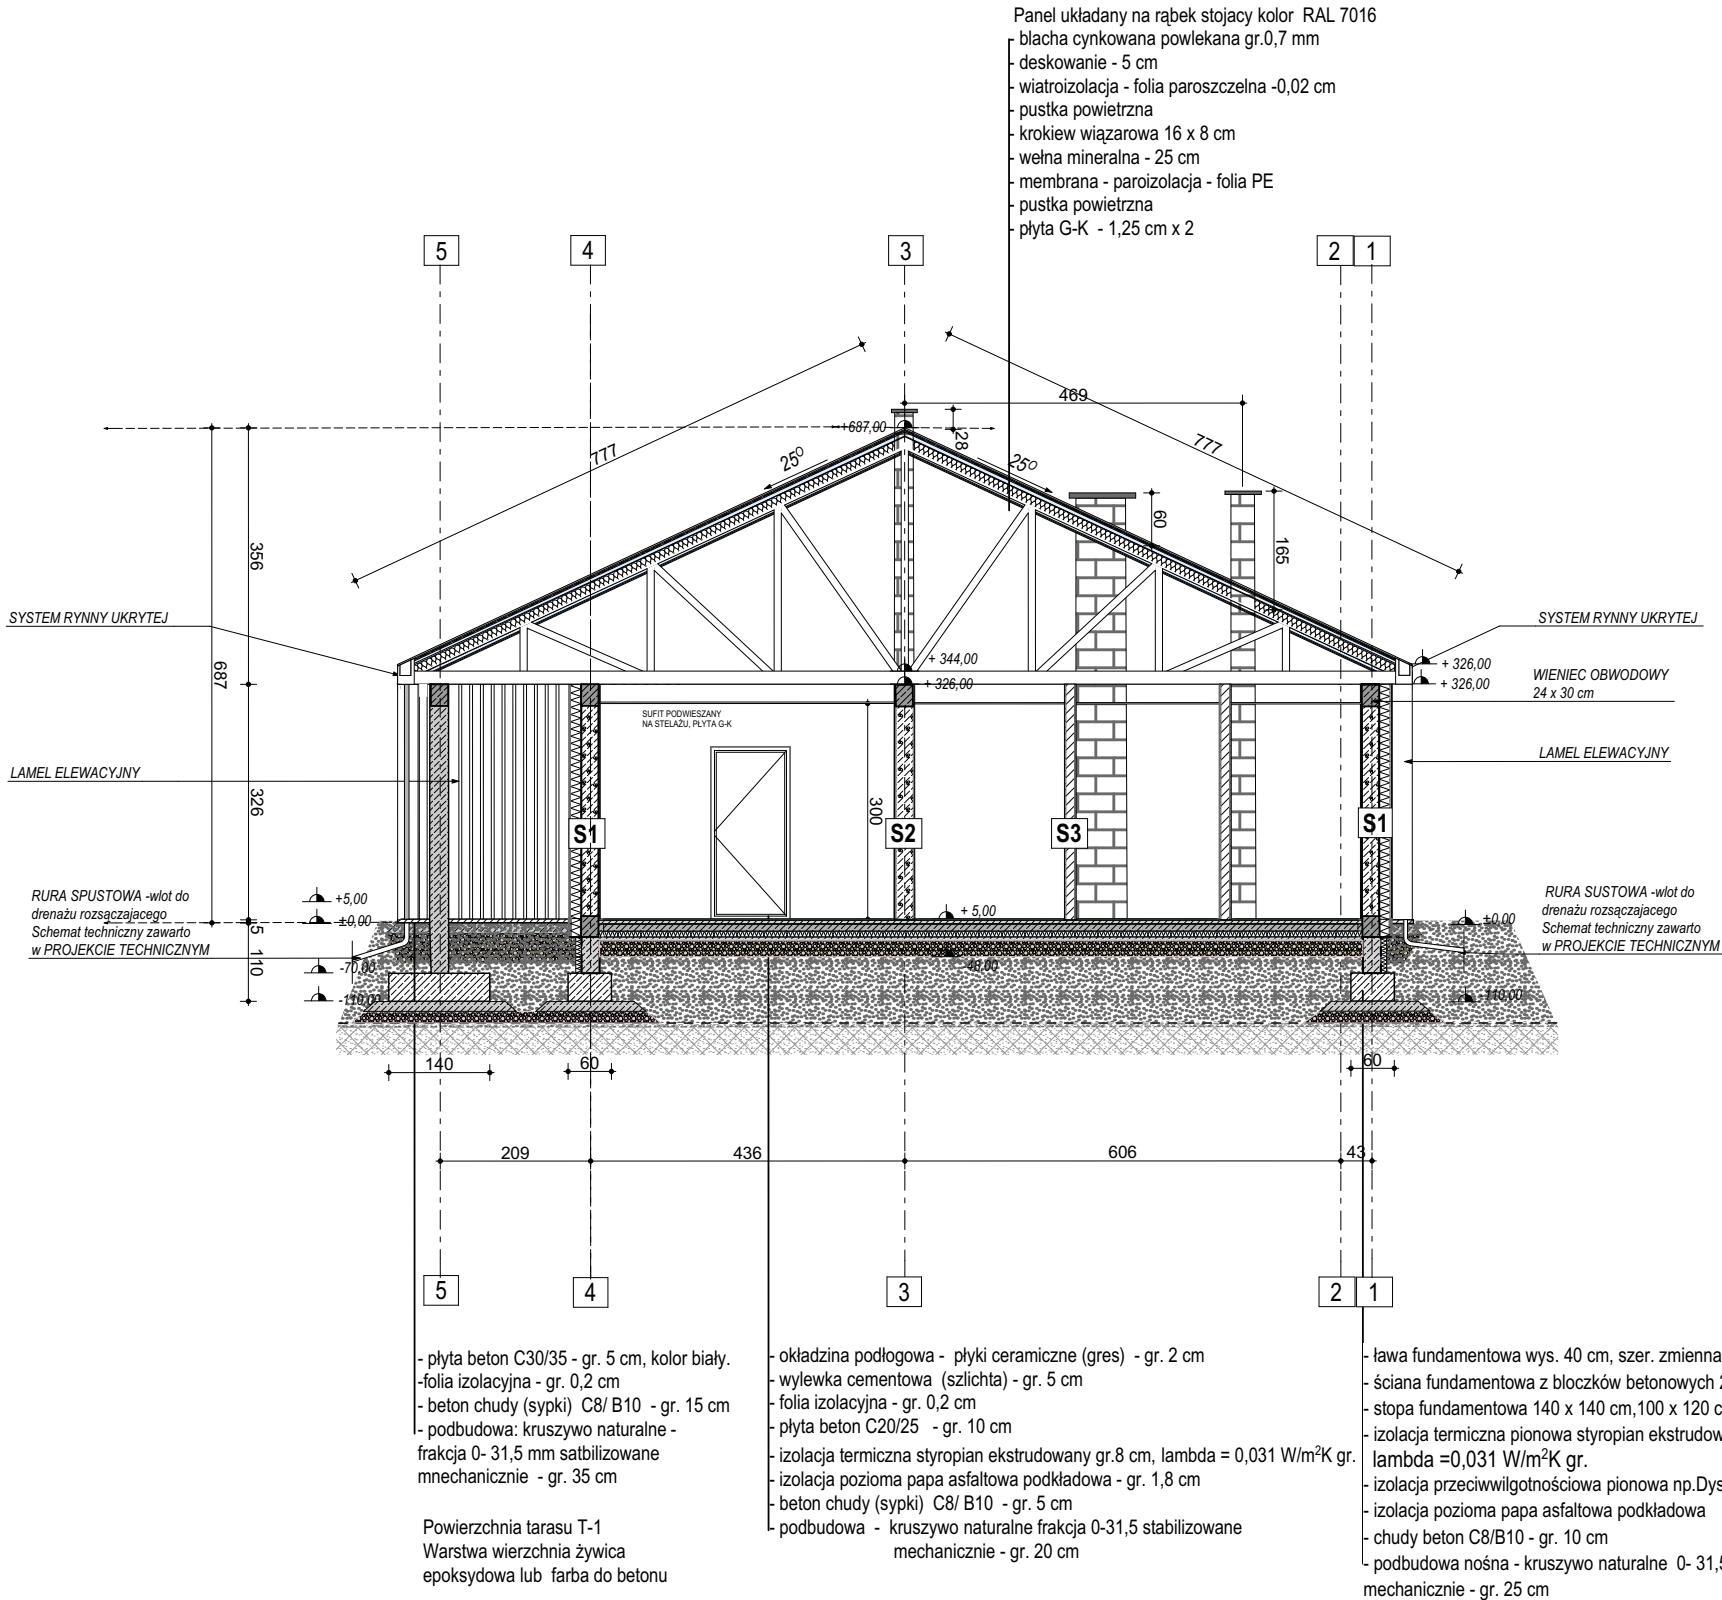 Panel układany na rąbek stojacy kolor RAL 7016
- blacha cynkowana powlekana gr.0,7 mm
- deskowanie - 5 cm
- wiatroizolacja - folia paroszczelna -0,02 cm
- pustka powietrzna
- krokiew wiązarowa 16 x 8 cm
- wełna mineralna - 25 cm
- membrana - paroizolacja - folia PE
- pustka powietrzna
- płyta G-K - 1,25 cm x 2
5
4
3
2
1
469
+687,00
28
777
777
25º
25º
60
165
356
687
SYSTEM RYNNY UKRYTEJ
SYSTEM RYNNY UKRYTEJ
+ 344,00
+ 326,00
+ 326,00
+ 326,00
WIENIEC OBWODOWY
24 x 30 cm
SUFIT PODWIESZANY
NA STELAŻU, PŁYTA G-K
LAMEL ELEWACYJNY
LAMEL ELEWACYJNY
326
300
S1
S2
S3
S1
RURA SPUSTOWA -wlot do
drenażu rozsączajacego
Schemat techniczny zawarto
w PROJEKCIE TECHNICZNYM
+5,00
±0,00
5
110
-70,00
-110,00
+ 5,00
-48,00
±0,00
-110,00
RURA SUSTOWA -wlot do
drenażu rozsączajacego
Schemat techniczny zawarto
w PROJEKCIE TECHNICZNYM
140
60
60
209
436
606
43
5
4
3
2
1
- płyta beton C30/35 - gr. 5 cm, kolor biały.
-folia izolacyjna - gr. 0,2 cm
- beton chudy (sypki) C8/ B10 - gr. 15 cm
- podbudowa: kruszywo naturalne -
frakcja 0- 31,5 mm satbilizowane
mnechanicznie - gr. 35 cm
Powierzchnia tarasu T-1
Warstwa wierzchnia żywica
epoksydowa lub farba do betonu
- okładzina podłogowa - płyki ceramiczne (gres) - gr. 2 cm
- wylewka cementowa (szlichta) - gr. 5 cm
- folia izolacyjna - gr. 0,2 cm
- płyta beton C20/25 - gr. 10 cm
- izolacja termiczna styropian ekstrudowany gr.8 cm, lambda = 0,031 W/m²K gr.
- izolacja pozioma papa asfaltowa podkładowa - gr. 1,8 cm
- beton chudy (sypki) C8/ B10 - gr. 5 cm
- podbudowa - kruszywo naturalne frakcja 0-31,5 stabilizowane
mechanicznie - gr. 20 cm
- ława fundamentowa wys. 40 cm, szer. zmienna
- ściana fundamentowa z bloczków betonowych 2
- stopa fundamentowa 140 x 140 cm,100 x 120 c
- izolacja termiczna pionowa styropian ekstrudow
lambda =0,031 W/m²K gr.
- izolacja przeciwwilgotnościowa pionowa np.Dys
- izolacja pozioma papa asfaltowa podkładowa
- chudy beton C8/B10 - gr. 10 cm
- podbudowa nośna - kruszywo naturalne 0- 31,5
mechanicznie - gr. 25 cm